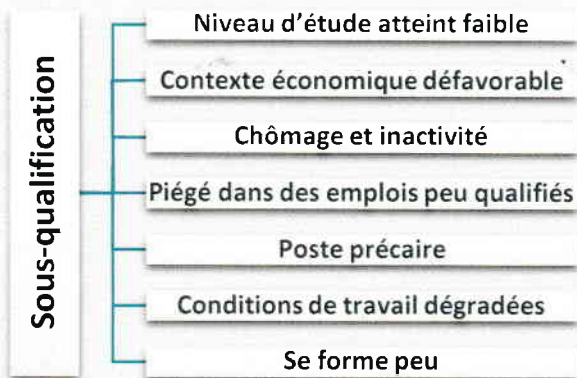 Sous-qualification
Niveau d'étude atteint faible
Contexte économique défavorable
Chômage et inactivité
Piégé dans des emplois peu qualifiés
Poste précaire
Conditions de travail dégradées
Se forme peu